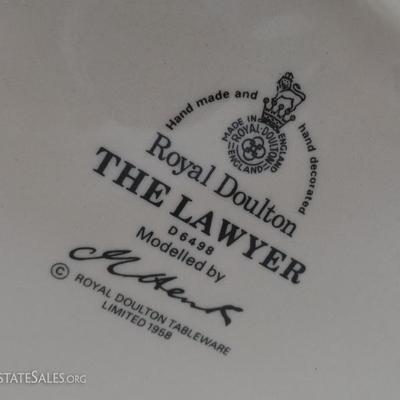 Hand made and hand decorated
MADE IN ENGLAND
ROYAL·DOULTON
ENGLAND
Royal Doulton
THE LAWYER
D 6498
Modelled by
© ROYAL DOULTON TABLEWARE
LIMITED 1958
STATESALES.ORG